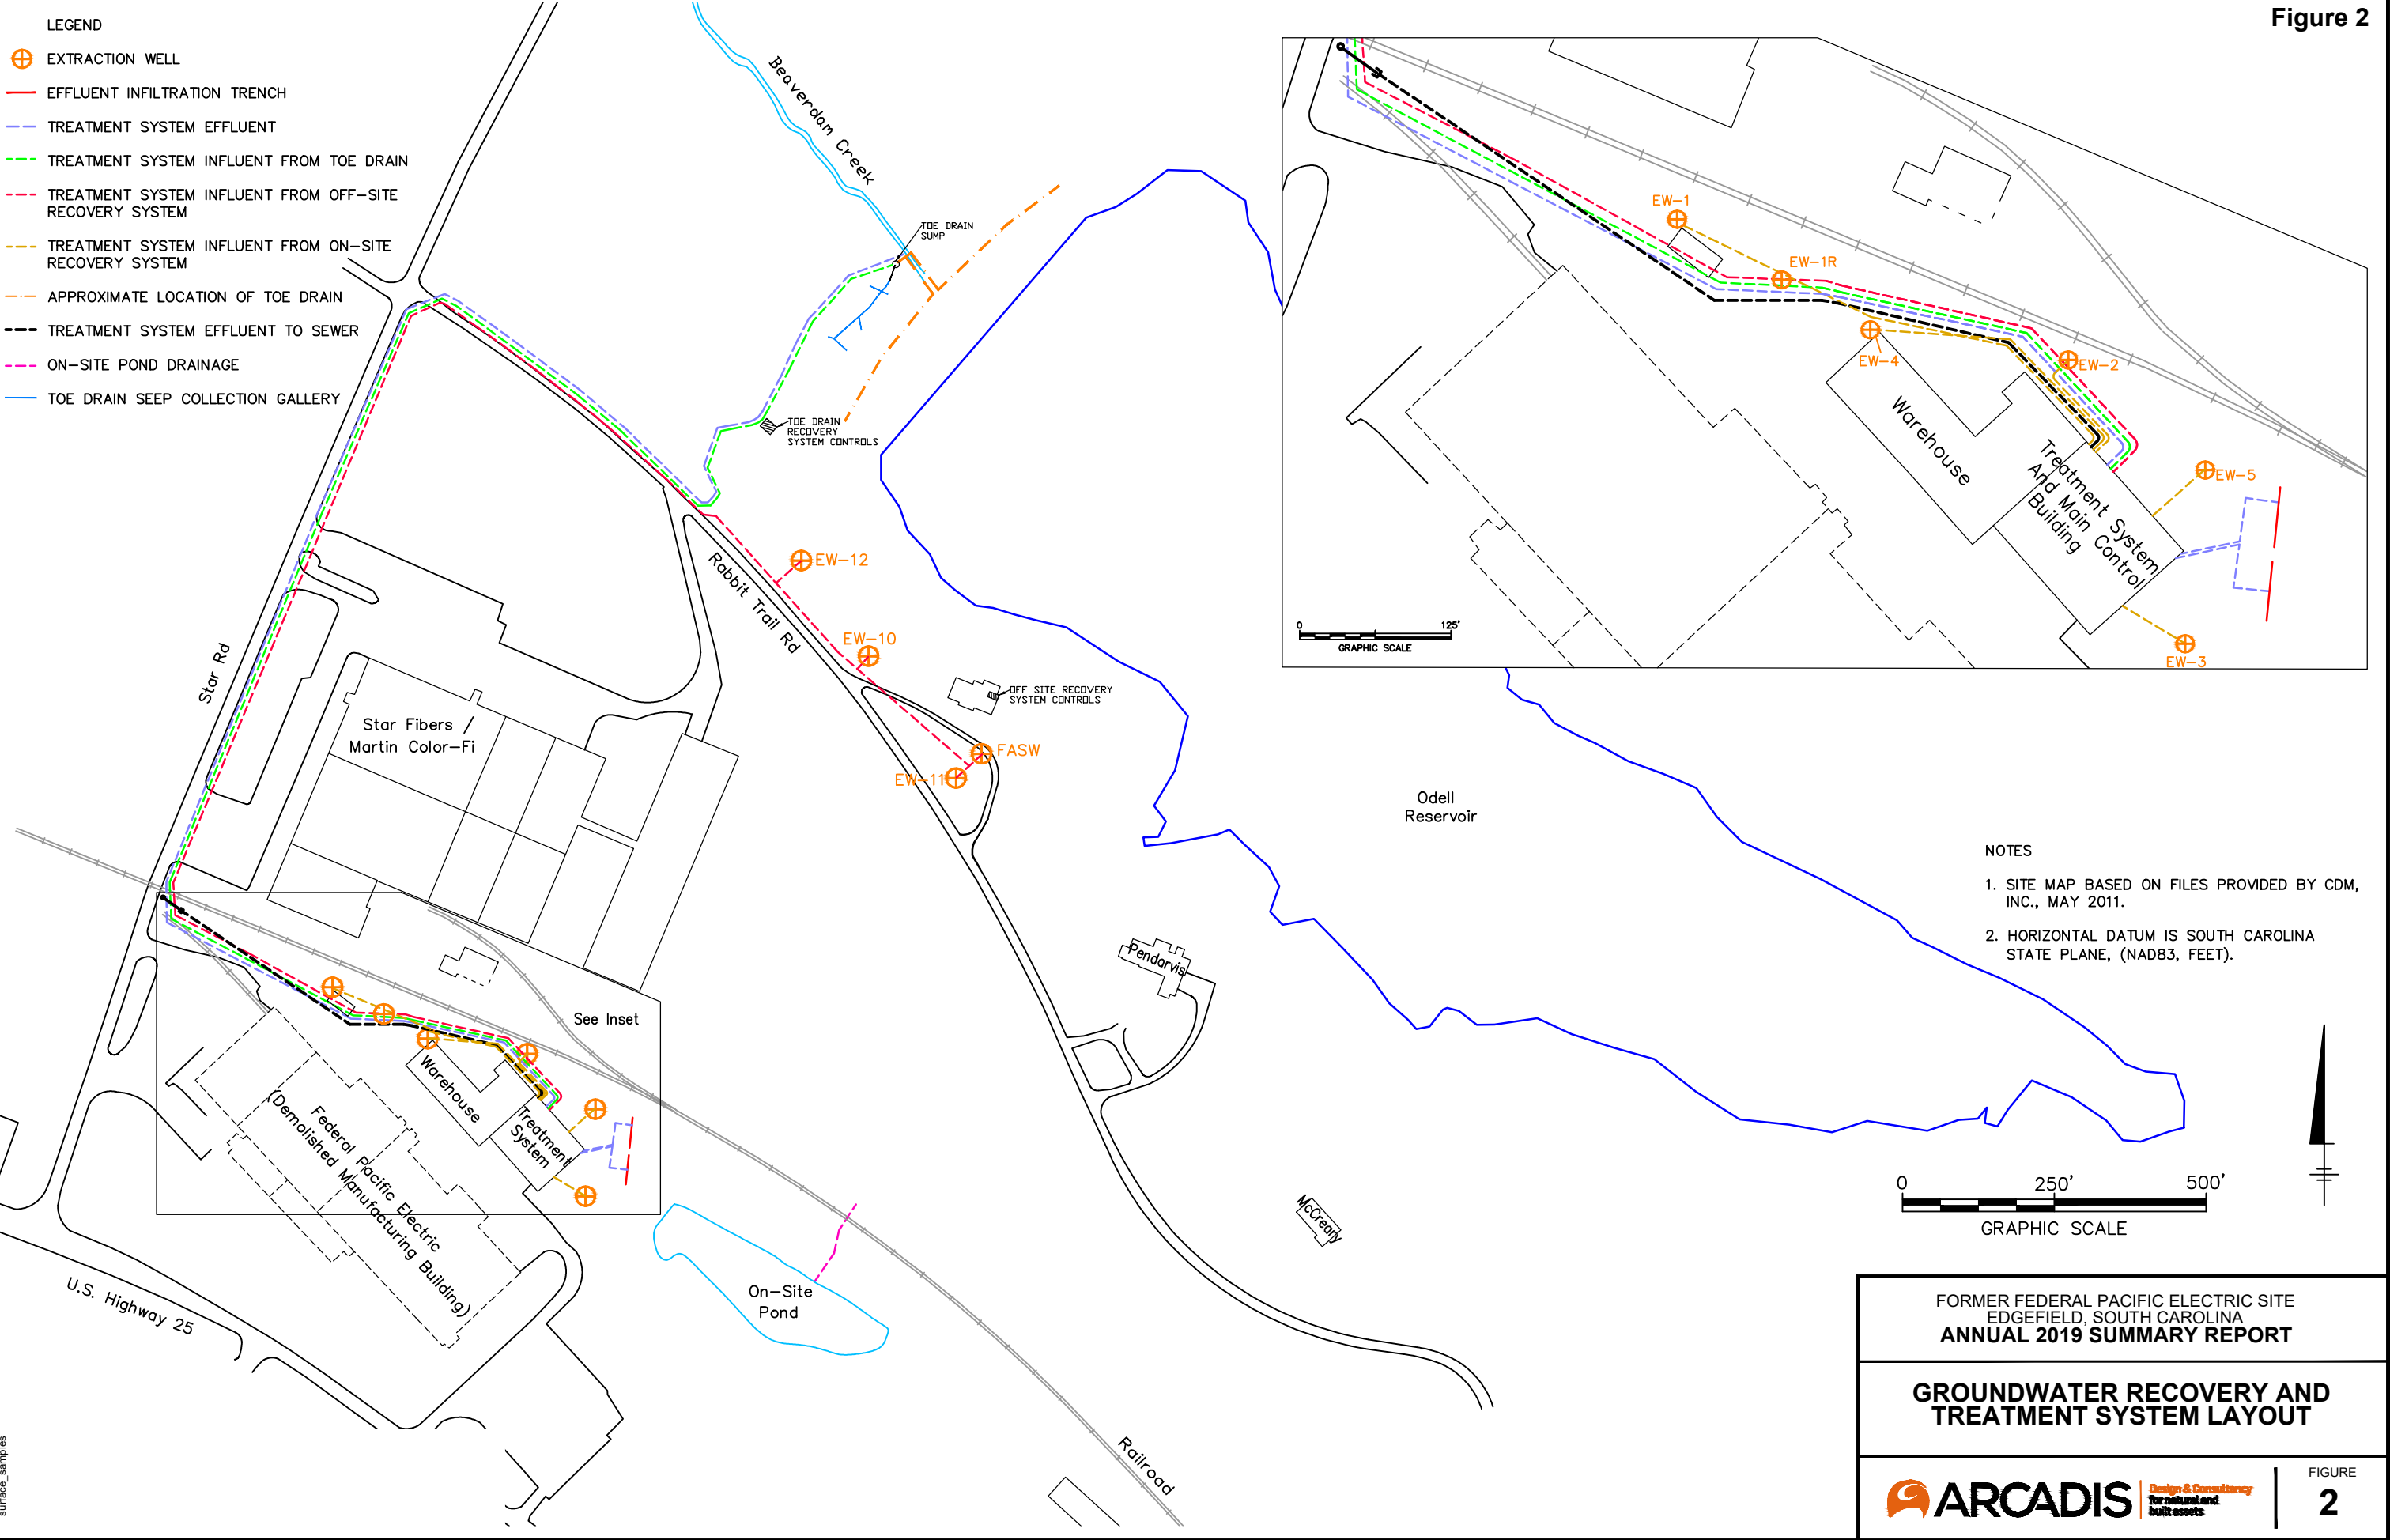 Figure 2
LEGEND
EXTRACTION WELL
EFFLUENT INFILTRATION TRENCH
TREATMENT SYSTEM EFFLUENT
TREATMENT SYSTEM INFLUENT FROM TOE DRAIN
TREATMENT SYSTEM INFLUENT FROM OFF-SITE
RECOVERY SYSTEM
TREATMENT SYSTEM INFLUENT FROM ON-SITE
RECOVERY SYSTEM
APPROXIMATE LOCATION OF TOE DRAIN
TREATMENT SYSTEM EFFLUENT TO SEWER
ON-SITE POND DRAINAGE
TOE DRAIN SEEP COLLECTION GALLERY
Beaverdam Creek
TOE DRAIN
SUMP
TOE DRAIN
RECOVERY
SYSTEM CONTROLS
EW-12
Rabbit Trail Rd
EW-10
OFF SITE RECOVERY
SYSTEM CONTROLS
FASW
EW-11
Star Rd
Star Fibers /
Martin Color-Fi
See Inset
Warehouse
Treatment
System
Federal Pacific Electric
(Demolished Manufacturing Building)
U.S. Highway 25
On-Site
Pond
Railroad
Pendarvis
McCreary
Odell
Reservoir
EW-1
EW-1R
EW-4
EW-2
Warehouse
Treatment System
And Main Control
Building
EW-5
EW-3
0 125'
GRAPHIC SCALE
NOTES
1. SITE MAP BASED ON FILES PROVIDED BY CDM,
INC., MAY 2011.
2. HORIZONTAL DATUM IS SOUTH CAROLINA
STATE PLANE, (NAD83, FEET).
0 250' 500'
GRAPHIC SCALE
FORMER FEDERAL PACIFIC ELECTRIC SITE
EDGEFIELD, SOUTH CAROLINA
ANNUAL 2019 SUMMARY REPORT
GROUNDWATER RECOVERY AND
TREATMENT SYSTEM LAYOUT
ARCADIS
Design & Consultancy
for natural and
built assets
FIGURE
2
surface_samples